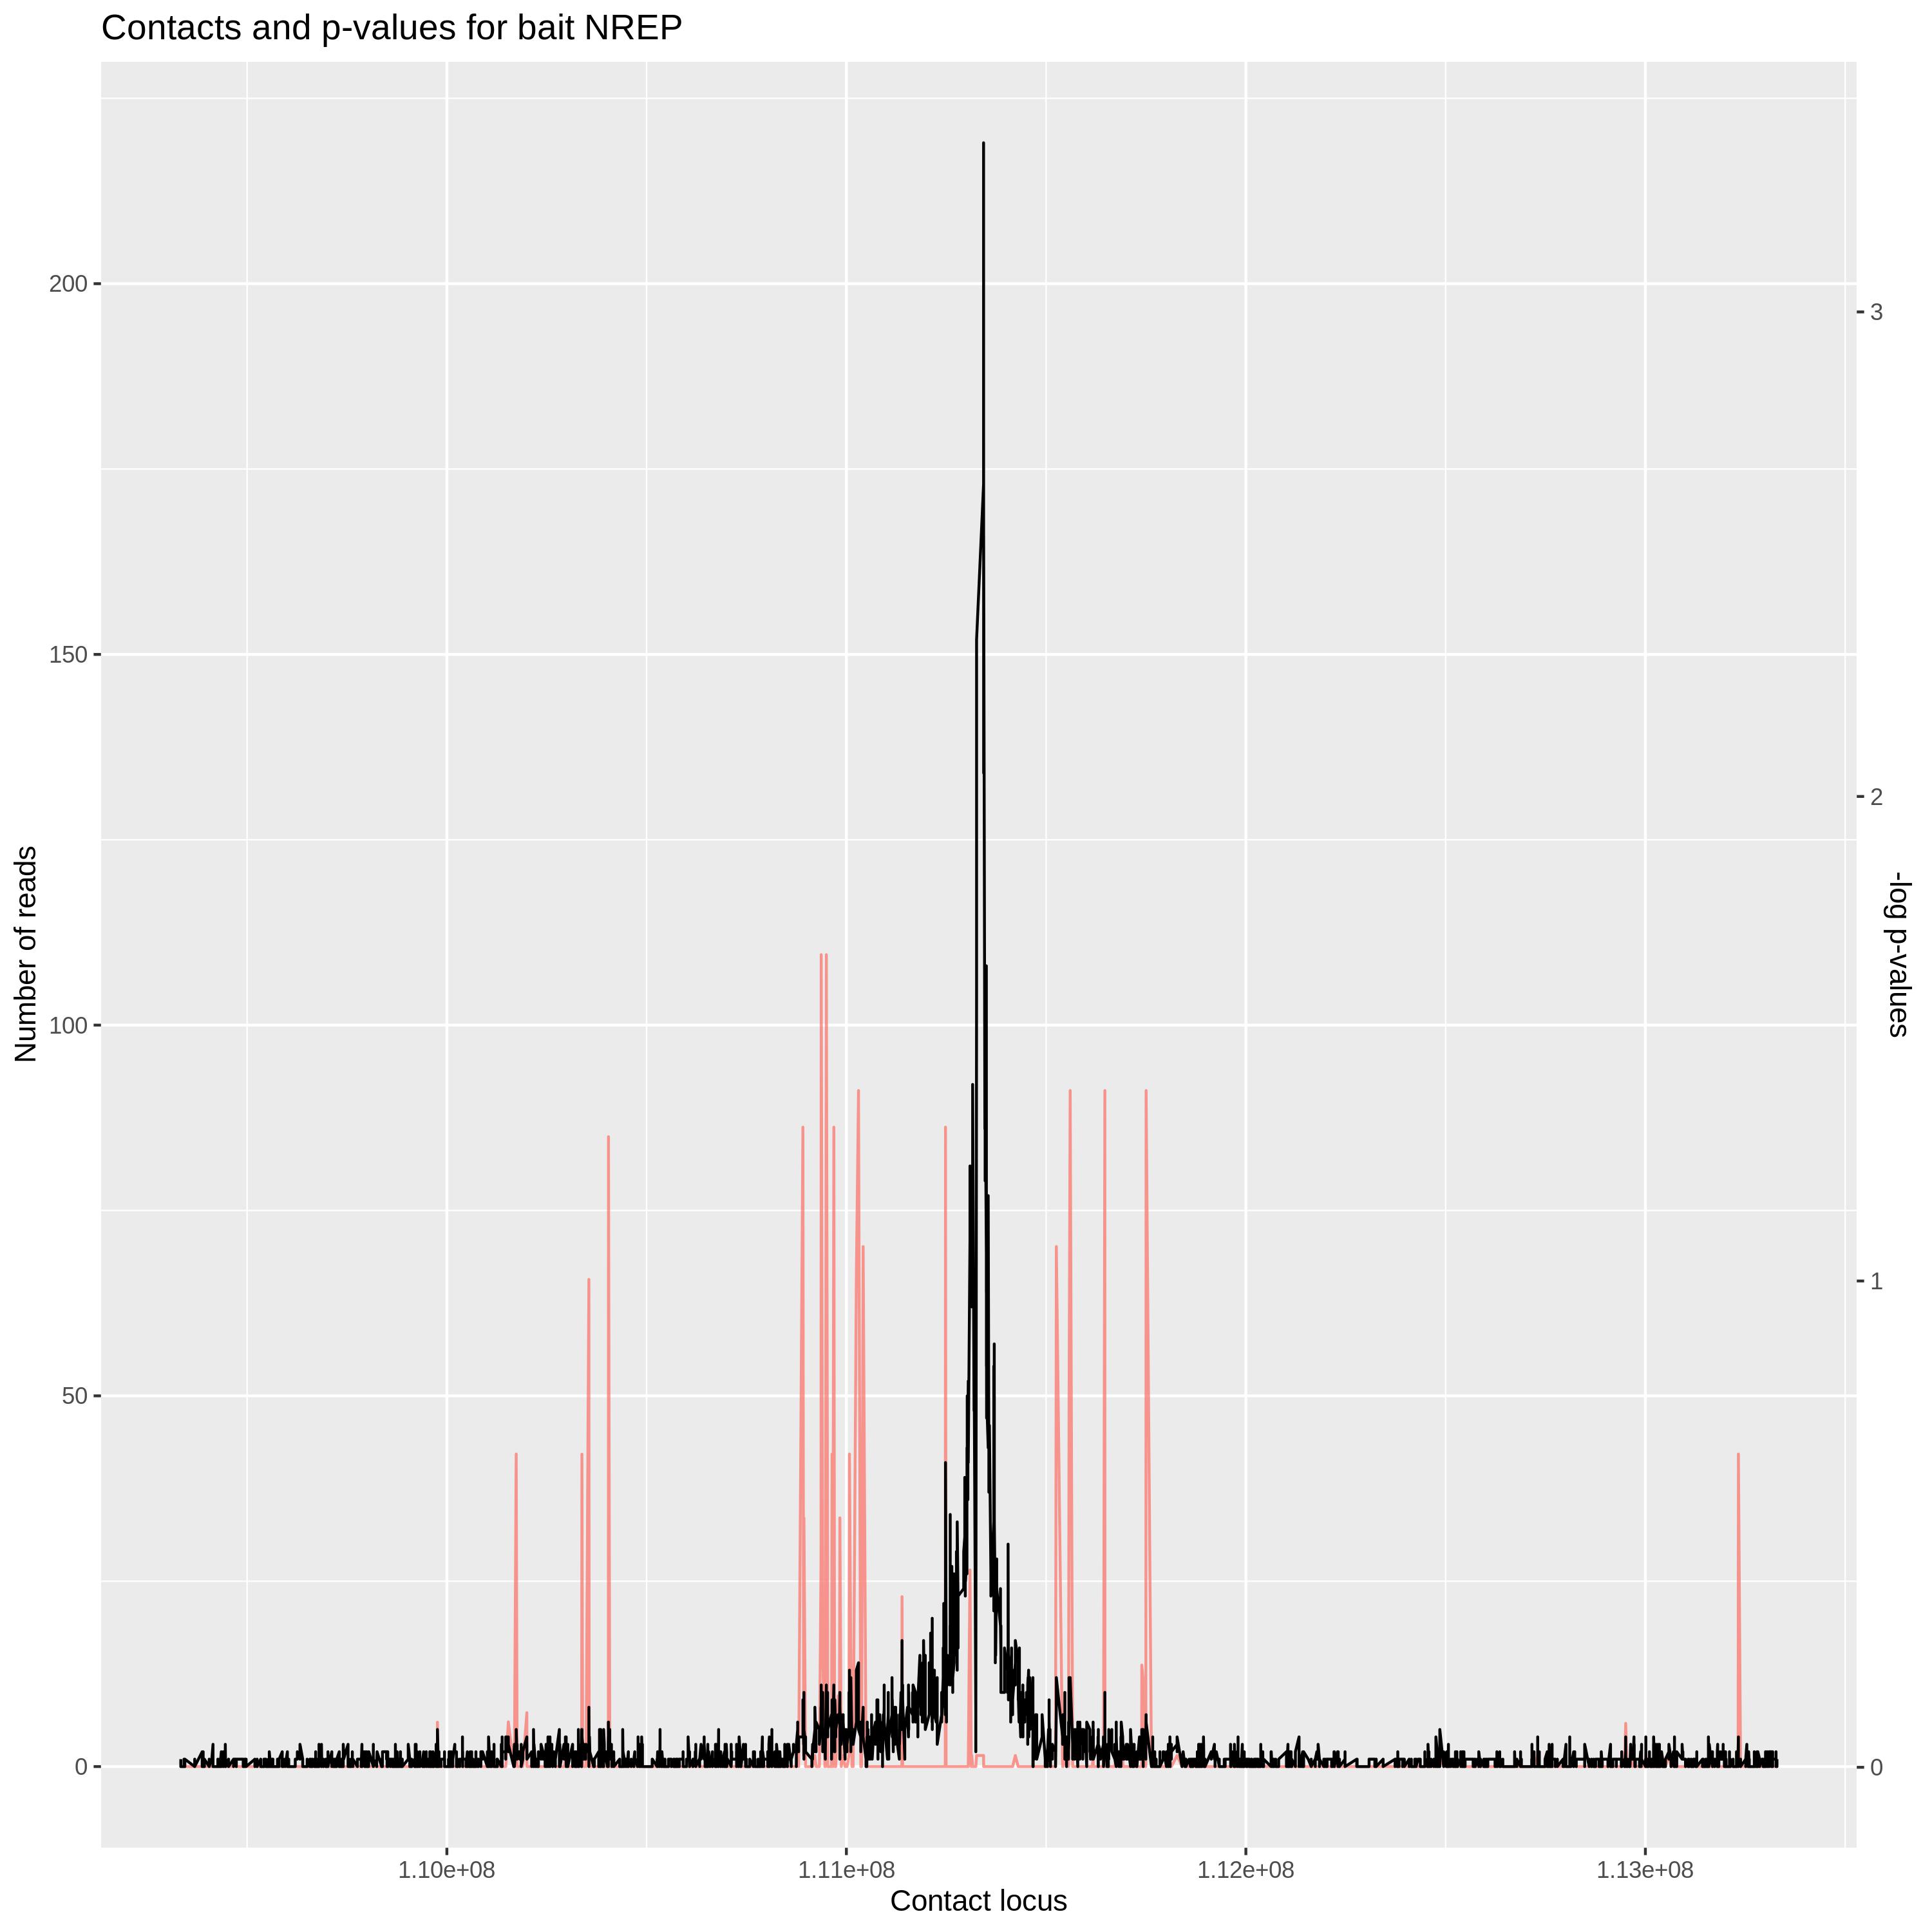 Contacts and p-values for bait NREP
Number of reads
200
150
100
50
0
3
2
1
0
-log p-values
1.10e+08
1.11e+08
1.12e+08
1.13e+08
Contact locus